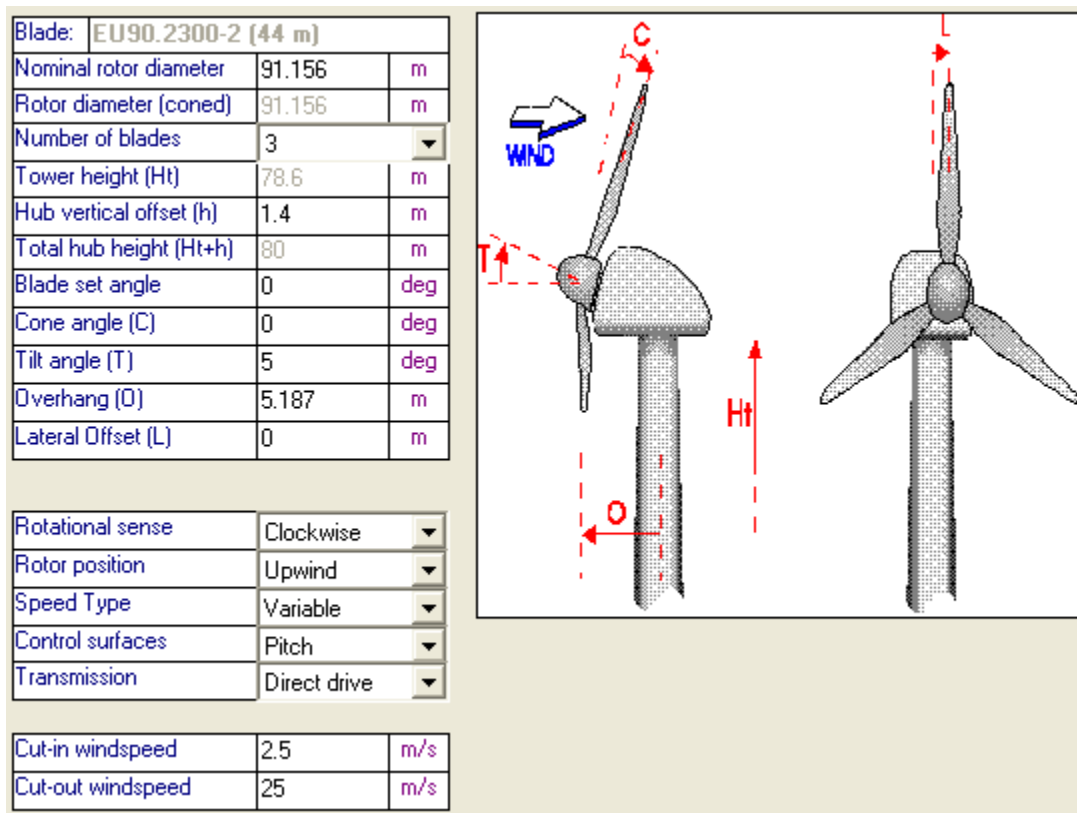 Blade: EU90.2300-2 (44 m)
Nominal rotor diameter 91.156 m
Rotor diameter (coned) 91.156 m
Number of blades 3
Tower height (Ht) 78.6 m
Hub vertical offset (h) 1.4 m
Total hub height (Ht+h) 80 m
Blade set angle 0 deg
Cone angle (C) 0 deg
Tilt angle (T) 5 deg
Overhang (O) 5.187 m
Lateral Offset (L) 0 m
Rotational sense Clockwise
Rotor position Upwind
Speed Type Variable
Control surfaces Pitch
Transmission Direct drive
Cut-in windspeed 2.5 m/s
Cut-out windspeed 25 m/s
C
L
WIND
T
Ht
O